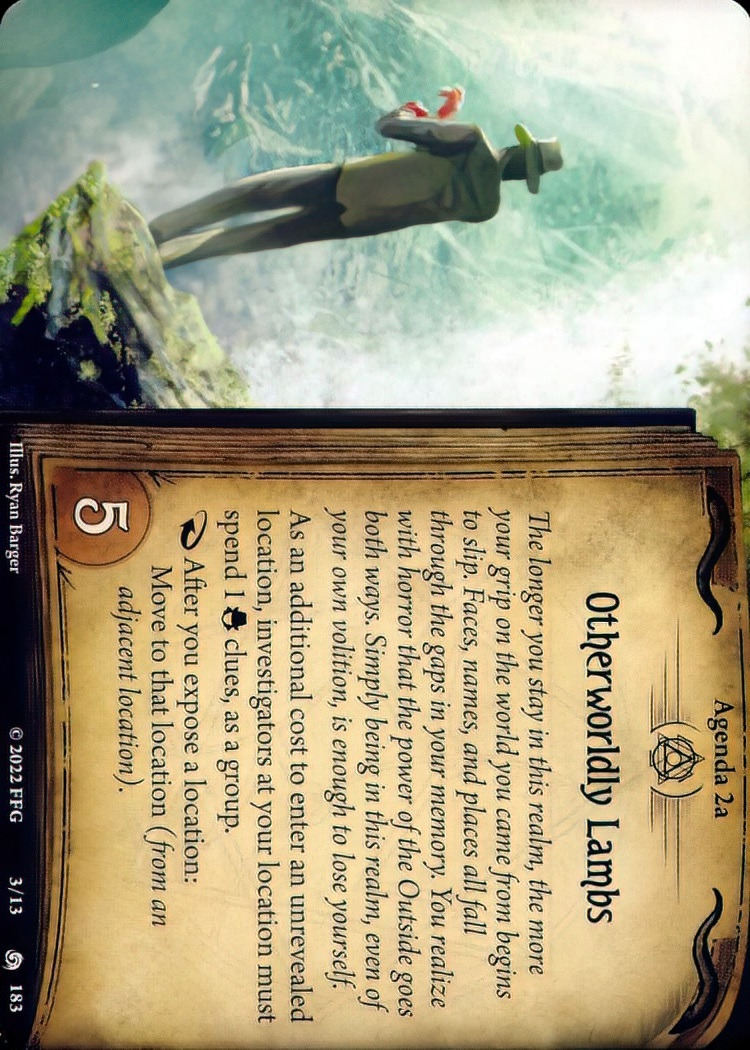 Agenda 2a
Otherworldly Lambs
The longer you stay in this realm, the more
your grip on the world you came from begins
to slip. Faces, names, and places all fall
through the gaps in your memory. You realize
with horror that the power of the Outside goes
both ways. Simply being in this realm, even of
your own volition, is enough to lose yourself.
As an additional cost to enter an unrevealed
location, investigators at your location must
spend 1 clues, as a group.
After you expose a location:
Move to that location (from an
adjacent location).
5
Illus. Ryan Barger
© 2022 FFG
3/13
183